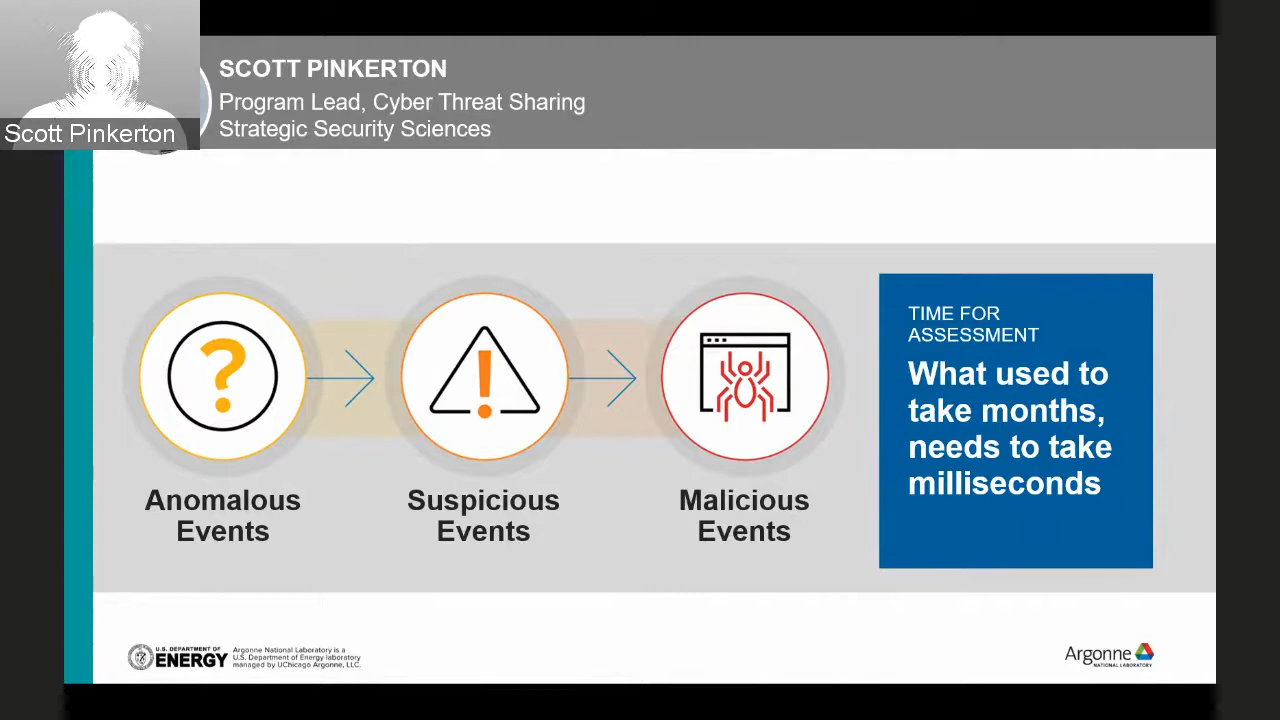 SCOTT PINKERTON
Program Lead, Cyber Threat Sharing
Strategic Security Sciences
Scott Pinkerton
?
!
Anomalous
Events
Suspicious
Events
Malicious
Events
TIME FOR
ASSESSMENT
What used to
take months,
needs to take
milliseconds
U.S. DEPARTMENT OF
ENERGY
Argonne National Laboratory is a
U.S. Department of Energy laboratory
managed by UChicago Argonne, LLC.
Argonne
NATIONAL LABORATORY